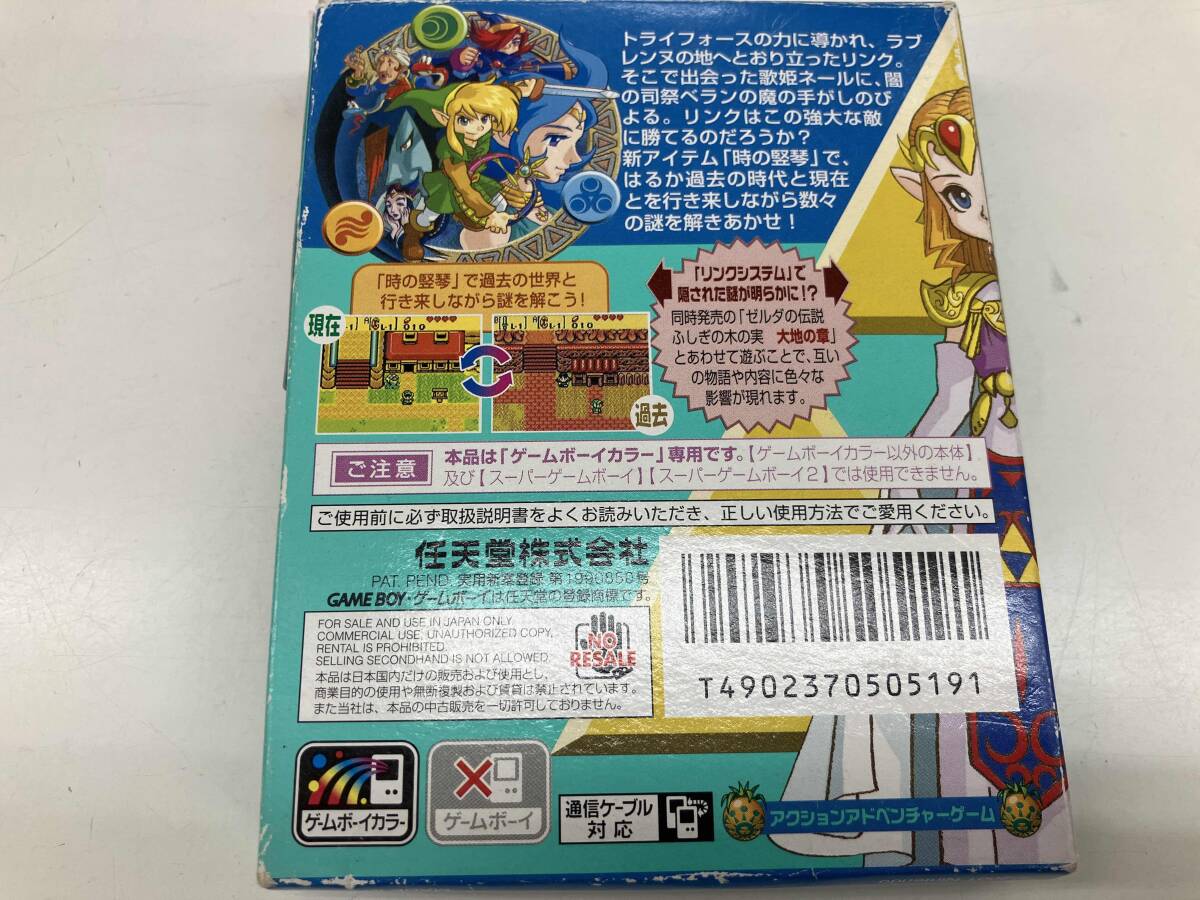 トライフォースの力に導かれ、ラブ
レンヌの地へとおり立ったリンク。
そこで出会った歌姫ネールに、闇
の司祭ベランの魔の手がしのび
よる。リンクはこの強大な敵
に勝てるのだろうか?
新アイテム「時の竪琴」で、
はるか過去の時代と現在
とを行き来しながら数々
の謎を解きあかせ!
「時の竪琴」で過去の世界と
行き来しながら謎を解こう!
現在
過去
「リンクシステム」で
隠された謎が明らかに!?
同時発売の「ゼルダの伝説
ふしぎの木の実 大地の章」
とあわせて遊ぶことで、互い
の物語や内容に色々な
影響が現れます。
ご注意
本品は「ゲームボーイカラー」専用です。【ゲームボーイカラー以外の本体】
及び【スーパーゲームボーイ】【スーパーゲームボーイ2】では使用できません。
ご使用前に必ず取扱説明書をよくお読みいただき、正しい使用方法でご愛用ください。
任天堂株式会社
PAT. PEND. 実用新案登録 第1990850号
GAME BOY・ゲームボーイは任天堂の登録商標です。
FOR SALE AND USE IN JAPAN ONLY.
COMMERCIAL USE, UNAUTHORIZED COPY,
RENTAL IS PROHIBITED.
SELLING SECONDHAND IS NOT ALLOWED.
本品は日本国内だけの販売および使用とし、
商業目的の使用や無断複製および賃貸は禁止されています。
また当社は、本品の中古販売を一切許可しておりません。
NO
RESALE
T4902370505191
ゲームボーイカラー
ゲームボーイ
通信ケーブル
対応
アクションアドベンチャーゲーム